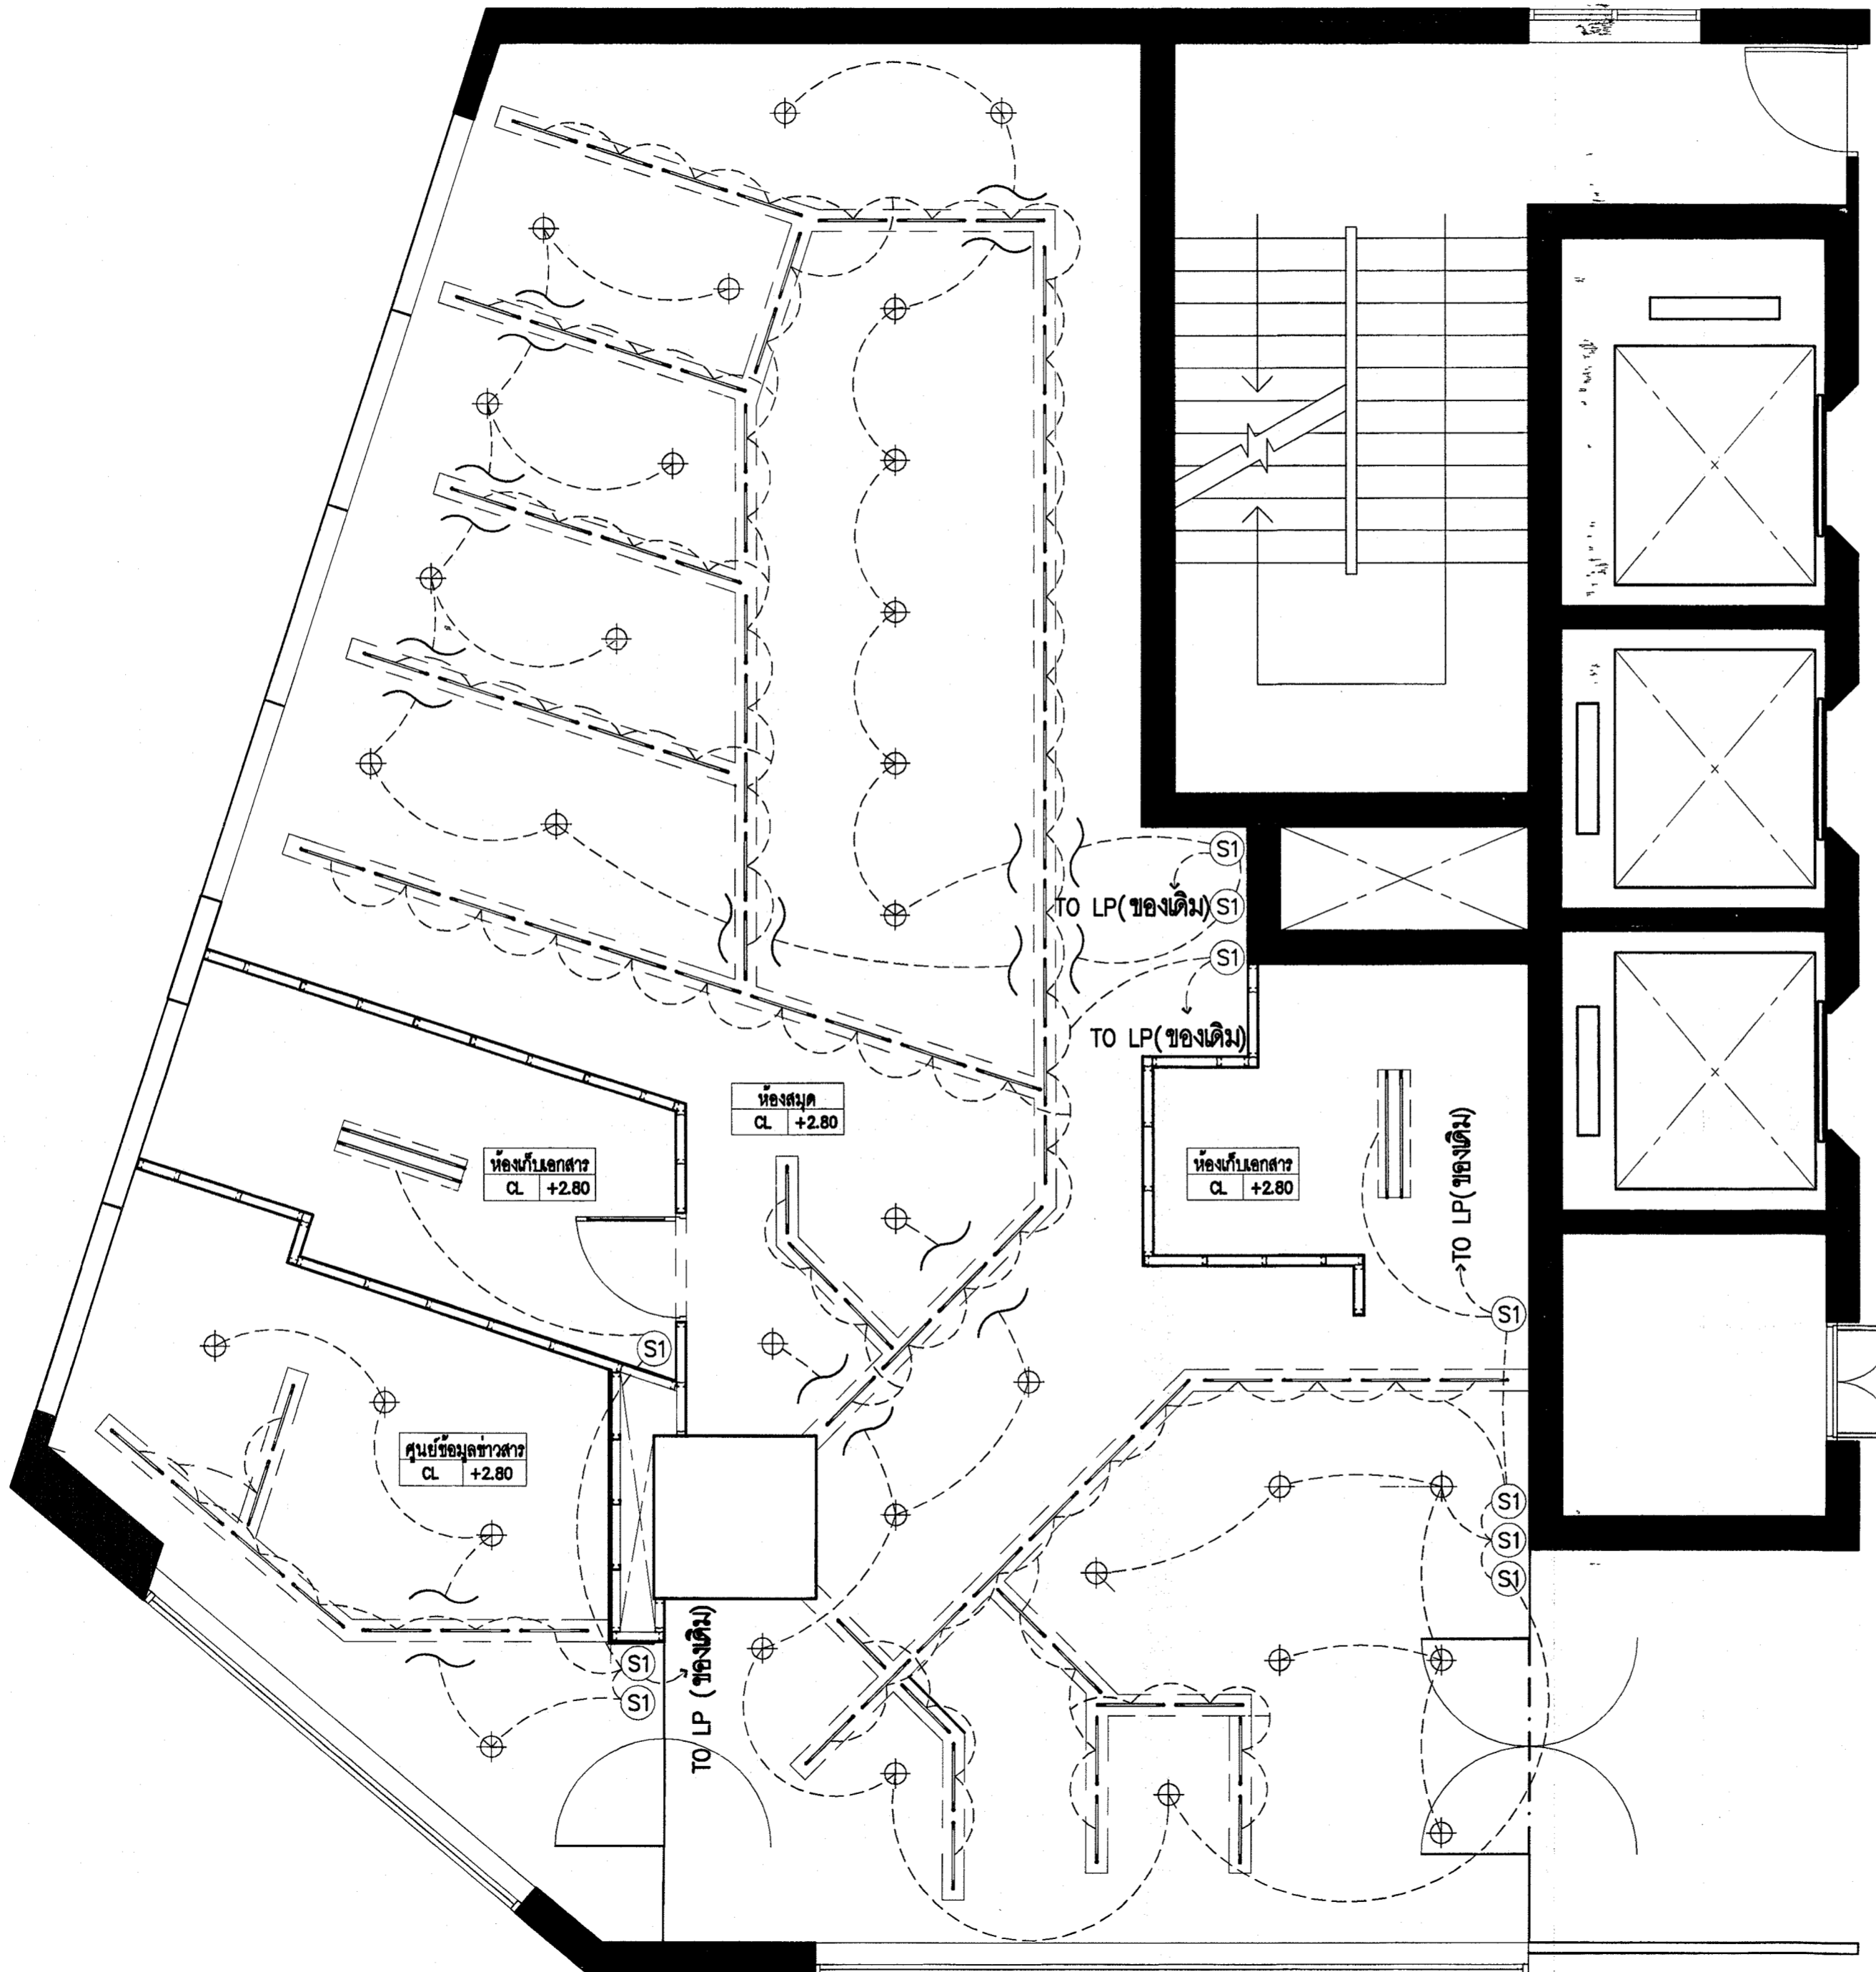 S1
TO LP(ของเดิม) S1
S1
TO LP(ของเดิม)
ห้องสมุด
CL +2.80
ห้องเก็บเอกสาร
CL +2.80
ห้องเก็บเอกสาร
CL +2.80
TO LP(ของเดิม)
S1
S1
ศูนย์ข้อมูลข่าวสาร
CL +2.80
S1
S1
S1
S1
S1
TO LP (ของเดิม)